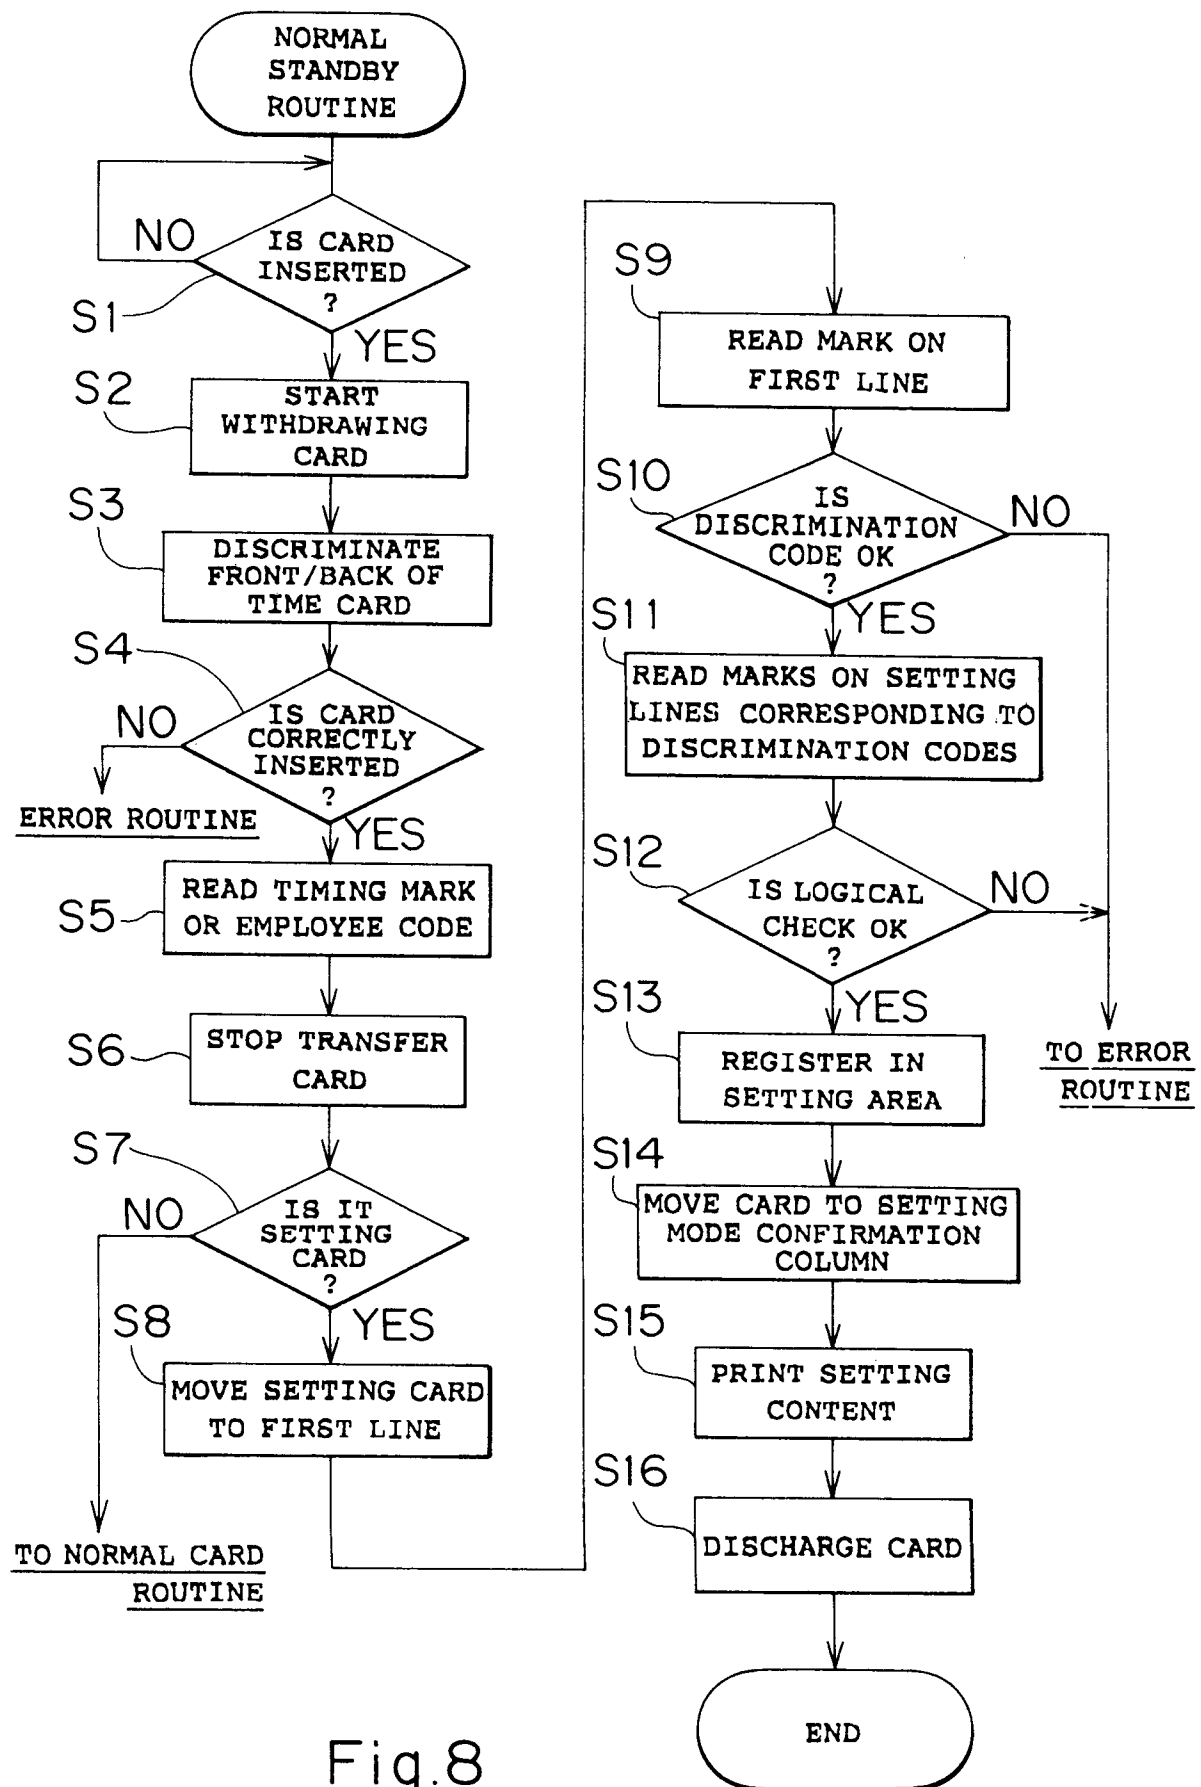 NORMAL
STANDBY
ROUTINE
NO
IS CARD
INSERTED
?
S1
YES
S2
START
WITHDRAWING
CARD
S3
DISCRIMINATE
FRONT/BACK OF
TIME CARD
S4
NO
IS CARD
CORRECTLY
INSERTED
?
ERROR ROUTINE
YES
S5
READ TIMING MARK
OR EMPLOYEE CODE
S6
STOP TRANSFER
CARD
S7
NO
IS IT
SETTING
CARD
?
YES
S8
MOVE SETTING CARD
TO FIRST LINE
TO NORMAL CARD
ROUTINE
S9
READ MARK ON
FIRST LINE
S10
IS
DISCRIMINATION
CODE OK
?
NO
YES
S11
READ MARKS ON SETTING
LINES CORRESPONDING TO
DISCRIMINATION CODES
S12
IS LOGICAL
CHECK OK
?
NO
YES
S13
REGISTER IN
SETTING AREA
TO ERROR
ROUTINE
S14
MOVE CARD TO SETTING
MODE CONFIRMATION
COLUMN
S15
PRINT SETTING
CONTENT
S16
DISCHARGE CARD
END
Fig.8